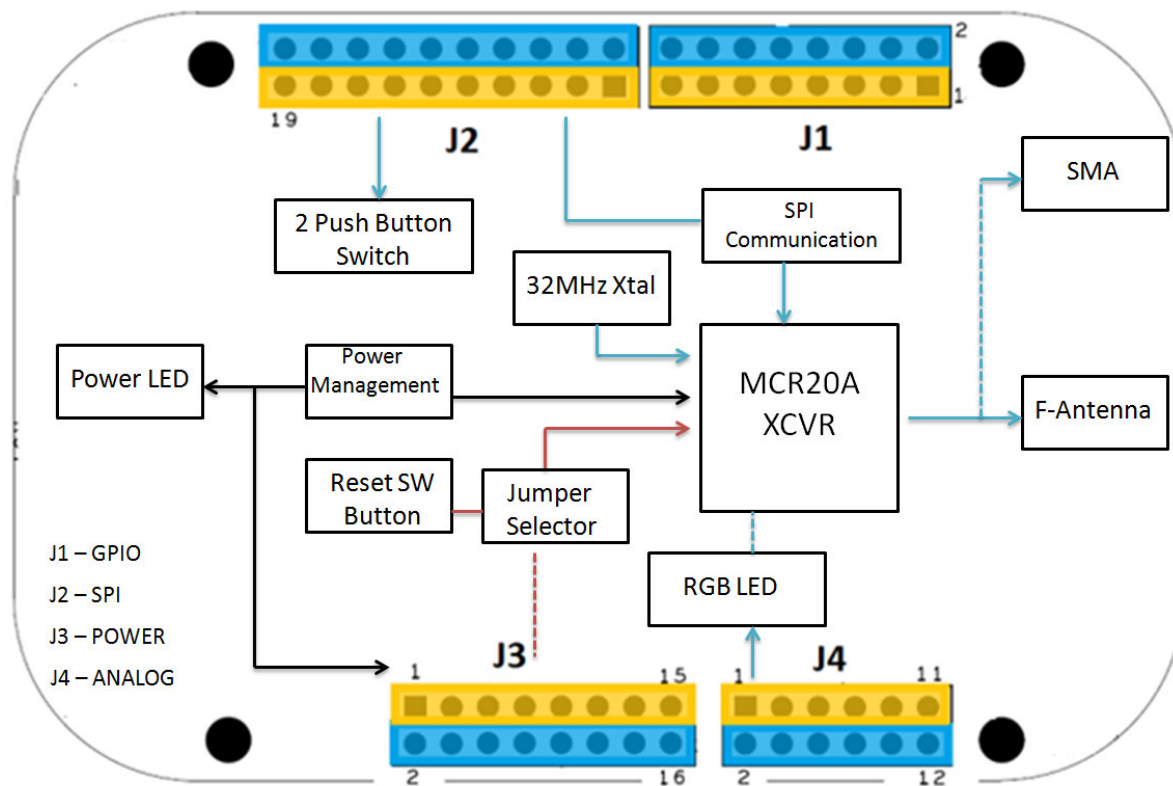 2
1
19
J2
J1
SMA
2 Push Button
Switch
SPI
Communication
32MHz Xtal
Power LED
Power
Management
MCR20A
XCVR
F-Antenna
Reset SW
Button
Jumper
Selector
J1 – GPIO
J2 – SPI
J3 – POWER
J4 – ANALOG
RGB LED
J3
J4
1
15
1
11
2
16
2
12